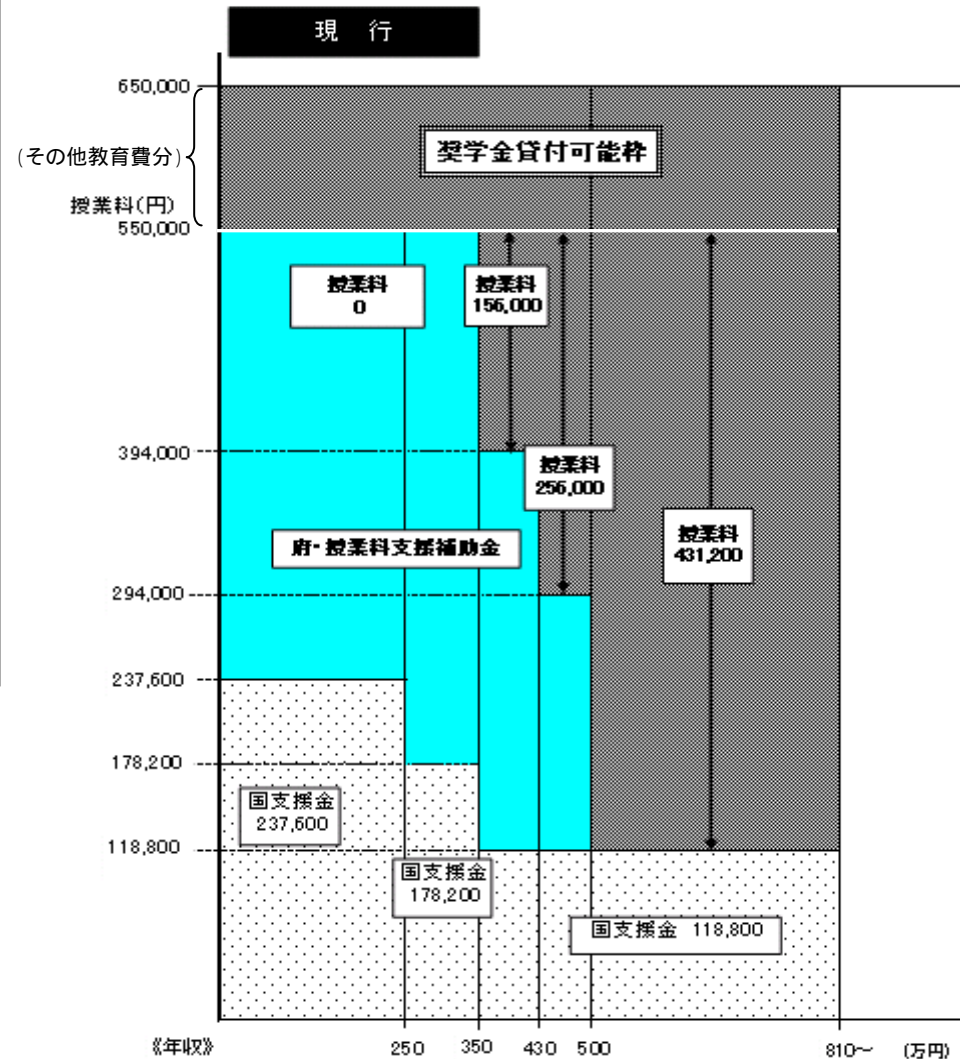 現 行
650,000
(その他教育費分)
奨学金貸付可能枠
授業料(円)
550,000
授業料
0
授業料
156,000
394,000
授業料
256,000
授業料
431,200
府・授業料支援補助金
294,000
237,600
178,200
国支援金
237,600
118,800
国支援金
178,200
国支援金 118,800
《年収》 250 350 430 500 810～ (万円)